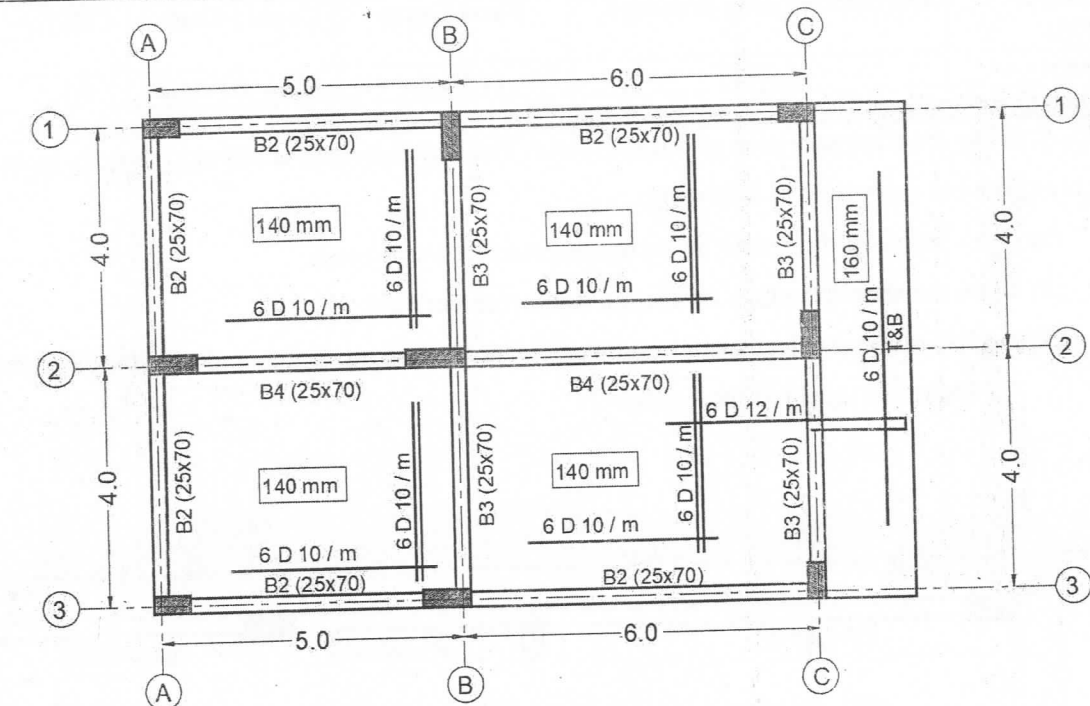 A
B
C
5.0
6.0
1
1
B2 (25x70)
B2 (25x70)
4.0
B2 (25x70)
140 mm
6 D 10 / m
B3 (25x70)
140 mm
6 D 10 / m
B3 (25x70)
160 mm
4.0
6 D 10 / m
6 D 10 / m
6 D 10 / m
T&B
2
2
B4 (25x70)
B4 (25x70)
6 D 12 / m
4.0
B2 (25x70)
140 mm
6 D 10 / m
B3 (25x70)
140 mm
6 D 10 / m
B3 (25x70)
4.0
6 D 10 / m
6 D 10 / m
B2 (25x70)
B2 (25x70)
3
3
5.0
6.0
A
B
C